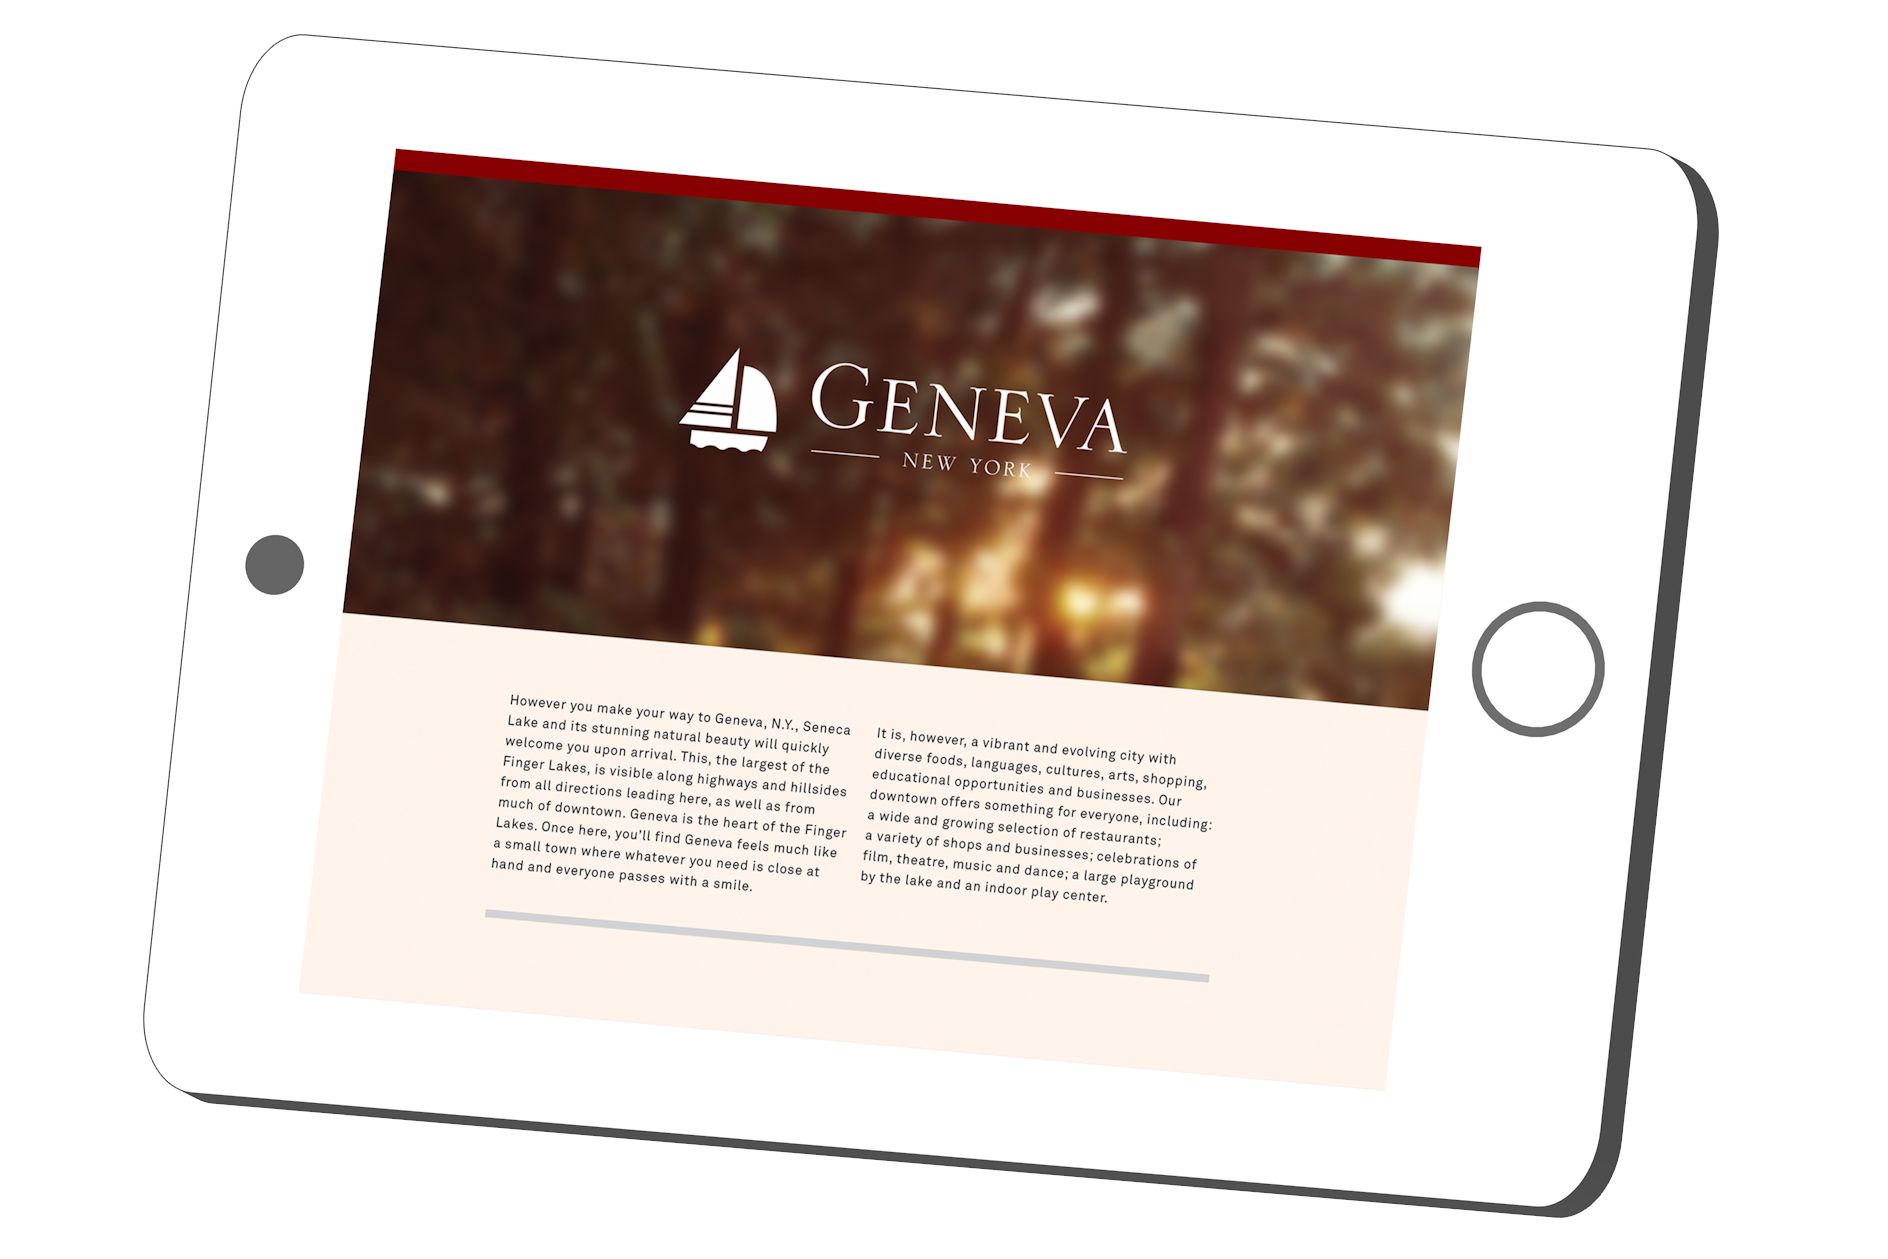 GENEVA
NEW YORK
However you make your way to Geneva, N.Y., Seneca
Lake and its stunning natural beauty will quickly
welcome you upon arrival. This, the largest of the
Finger Lakes, is visible along highways and hillsides
from all directions leading here, as well as from
much of downtown. Geneva is the heart of the Finger
Lakes. Once here, you’ll find Geneva feels much like
a small town where whatever you need is close at
hand and everyone passes with a smile.
It is, however, a vibrant and evolving city with
diverse foods, languages, cultures, arts, shopping,
educational opportunities and businesses. Our
downtown offers something for everyone, including:
a wide and growing selection of restaurants;
a variety of shops and businesses; celebrations of
film, theatre, music and dance; a large playground
by the lake and an indoor play center.